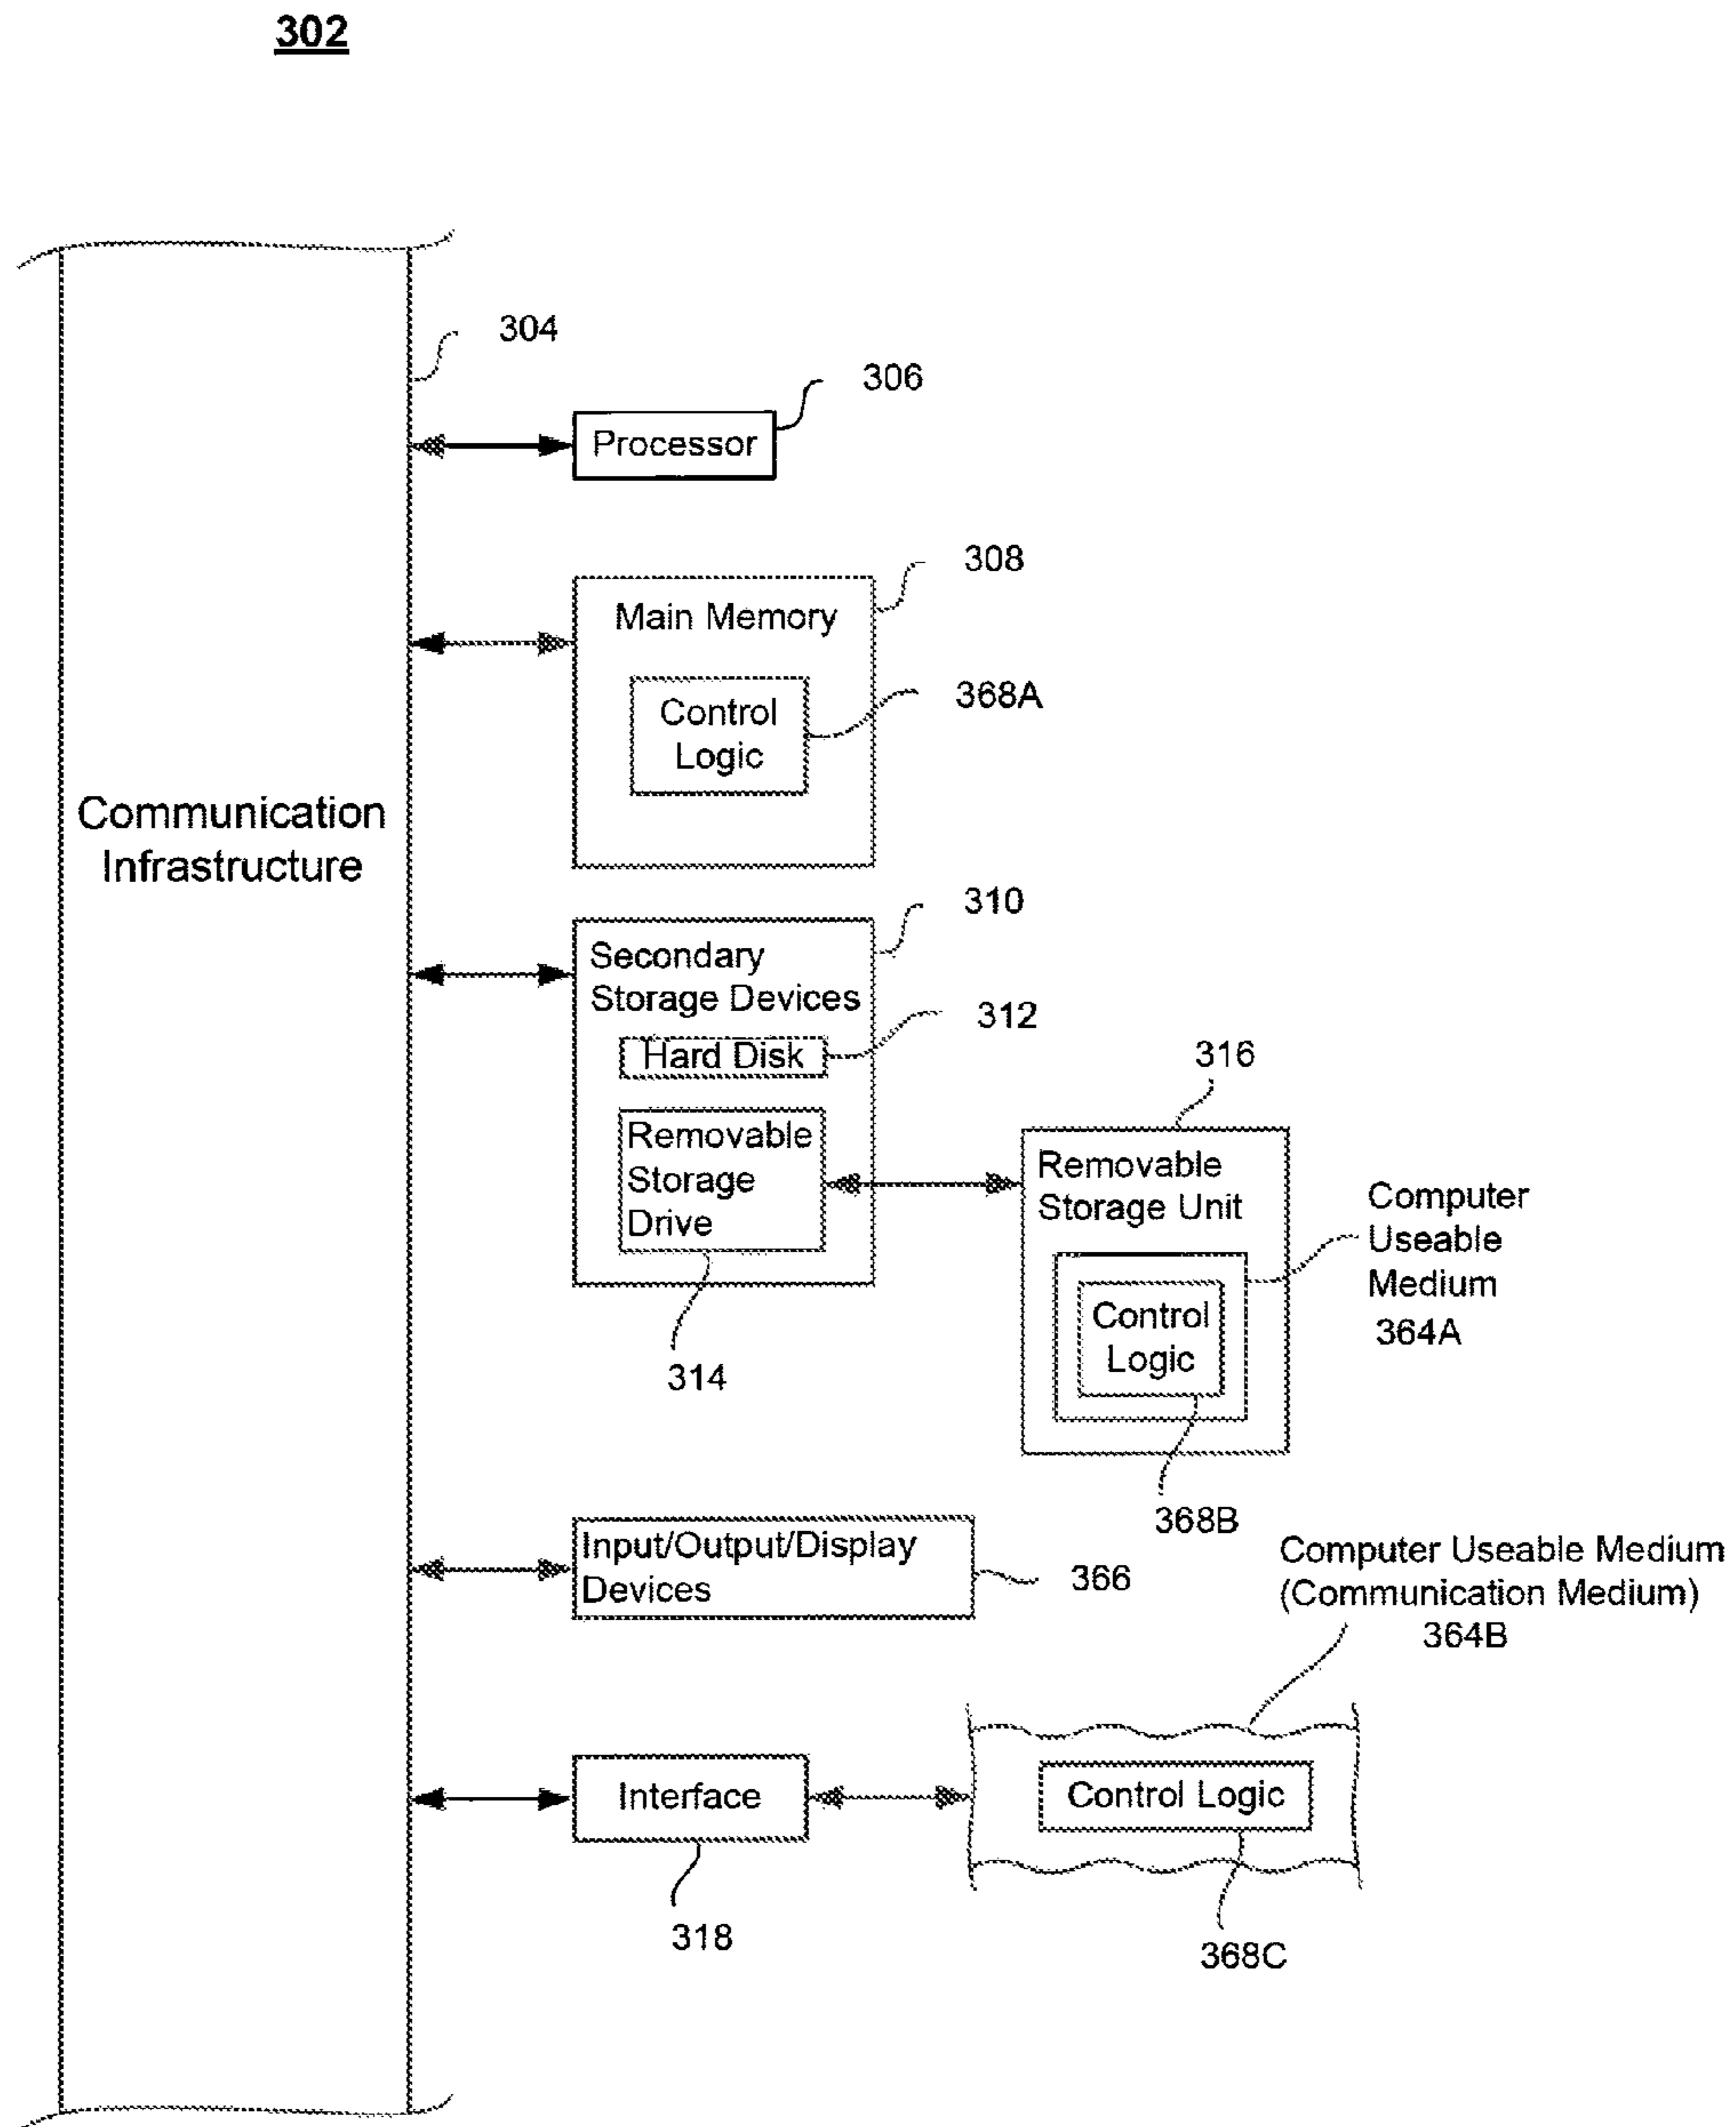 302
304
306
Processor
308
Main Memory
368A
Control
Logic
Communication
Infrastructure
310
Secondary
Storage Devices
312
Hard Disk
316
Removable
Storage
Drive
Removable
Storage Unit
Computer
Useable
Medium
364A
Control
Logic
314
368B
Input/Output/Display
Devices
366
Computer Useable Medium
(Communication Medium)
364B
Interface
Control Logic
318
368C